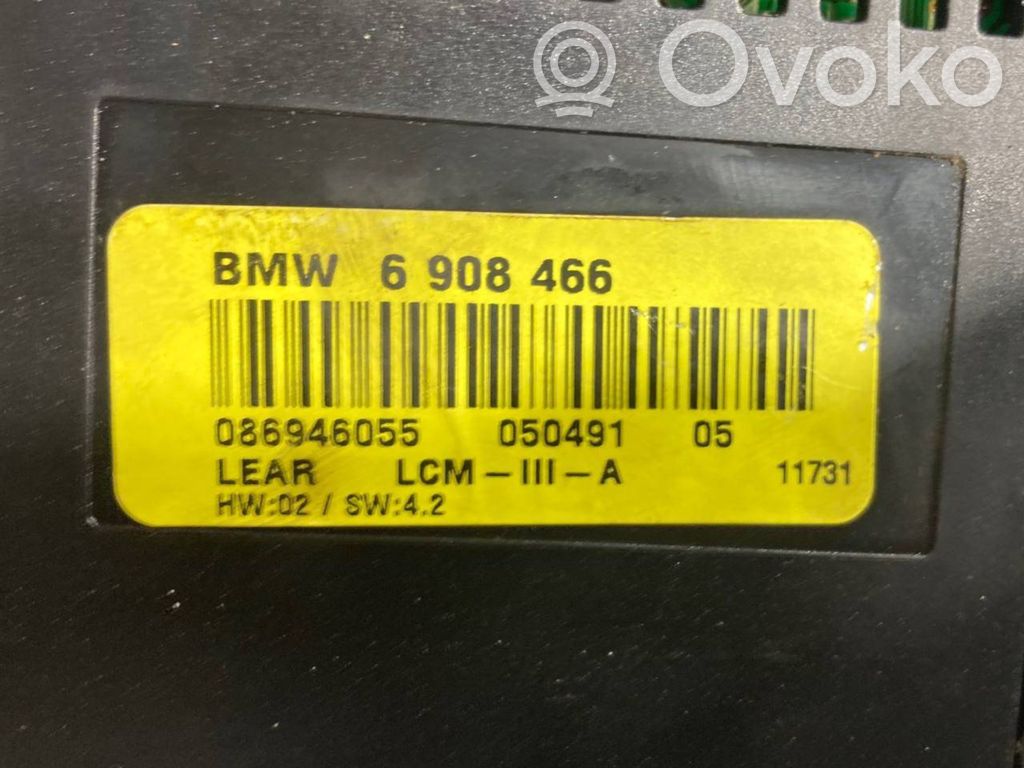 Ovoko
BMW 6 908 466
086946055 050491 05
LEAR LCM-III-A 11731
HW:02 / SW:4.2